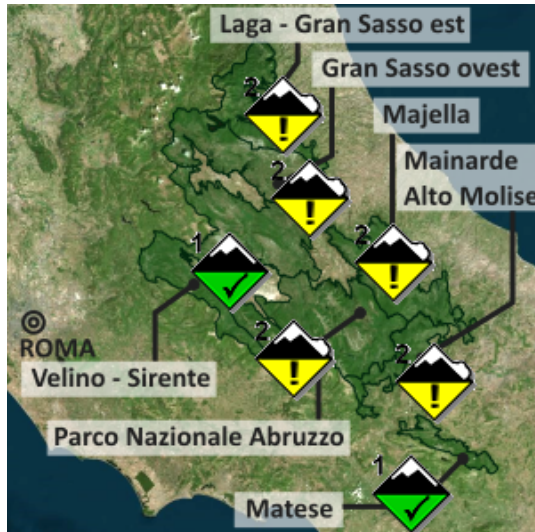 Laga - Gran Sasso est
2
Gran Sasso ovest
2
Majella
2
Mainarde
Alto Molise
2
1
ROMA
Velino - Sirente
2
Parco Nazionale Abruzzo
1
Matese